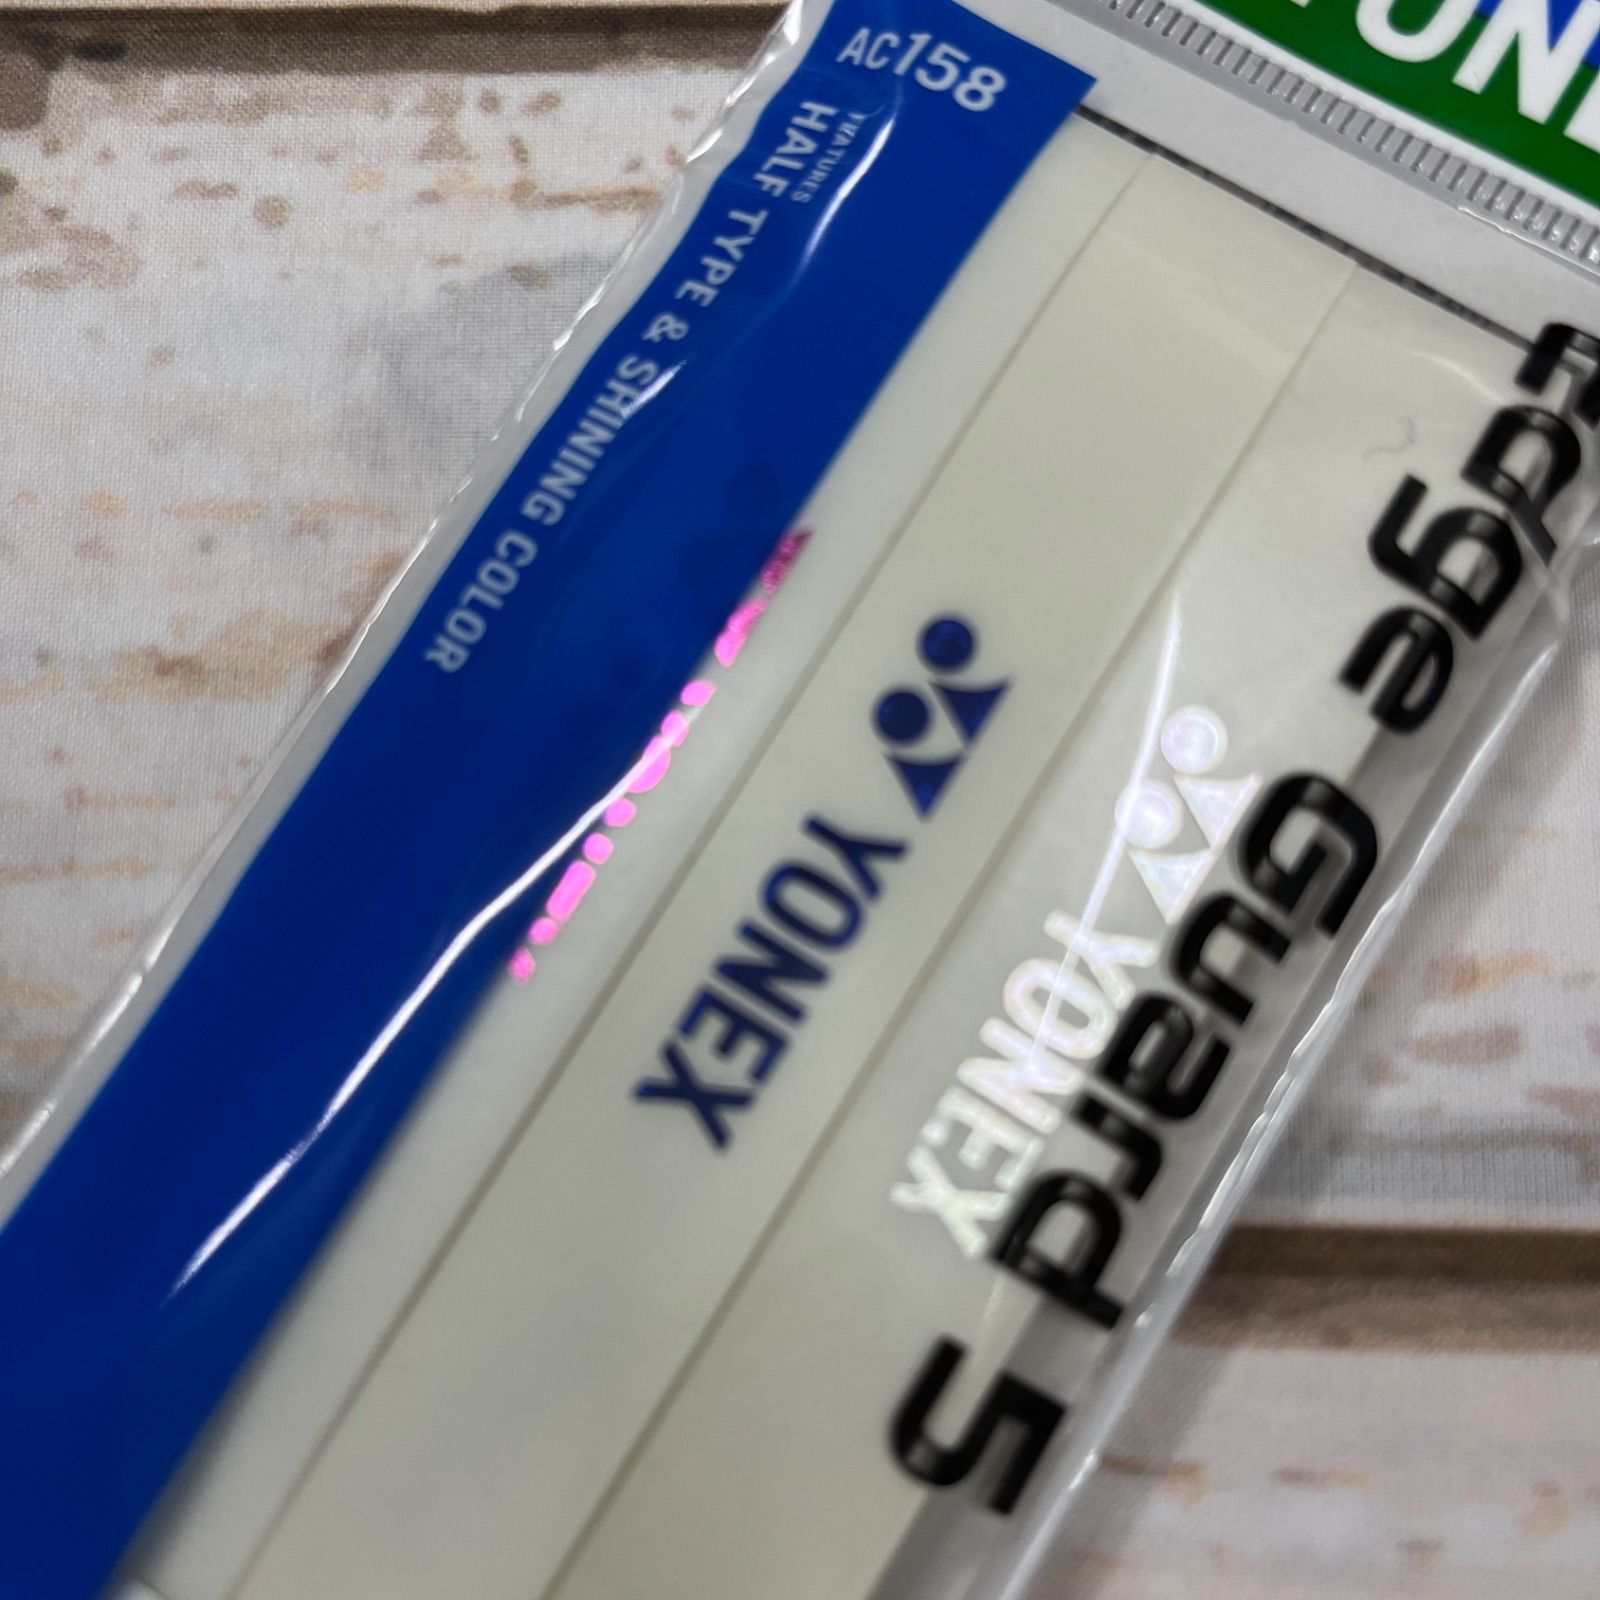 AC158
FEATURES
HALF TYPE & SHINING COLOR
YONEX
YONEX
Edge Guard 5